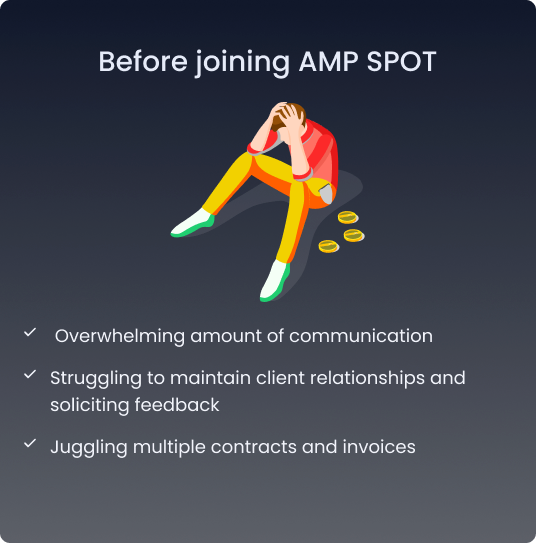 Before joining AMP SPOT
Overwhelming amount of communication
Struggling to maintain client relationships and
soliciting feedback
Juggling multiple contracts and invoices